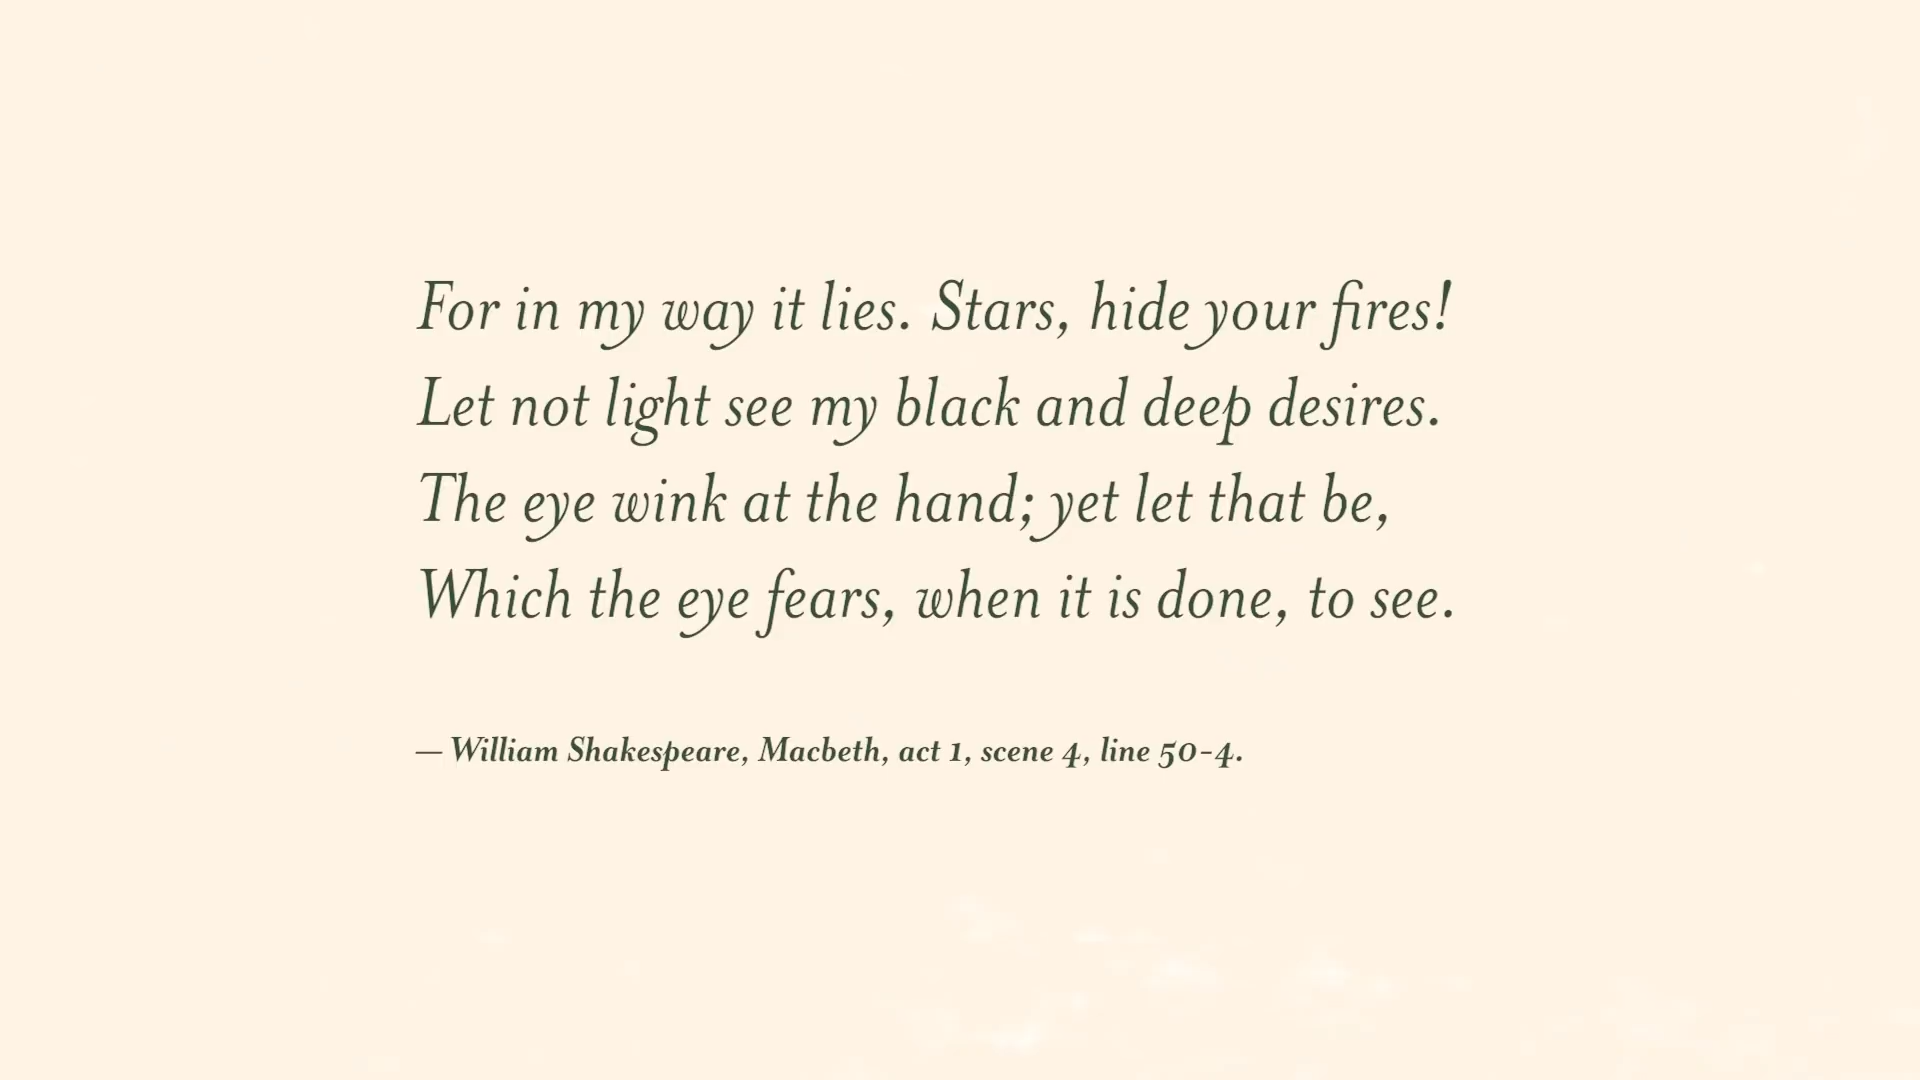 For in my way it lies. Stars, hide your fires!
Let not light see my black and deep desires.
The eye wink at the hand; yet let that be,
Which the eye fears, when it is done, to see.
— William Shakespeare, Macbeth, act 1, scene 4, line 50-4.